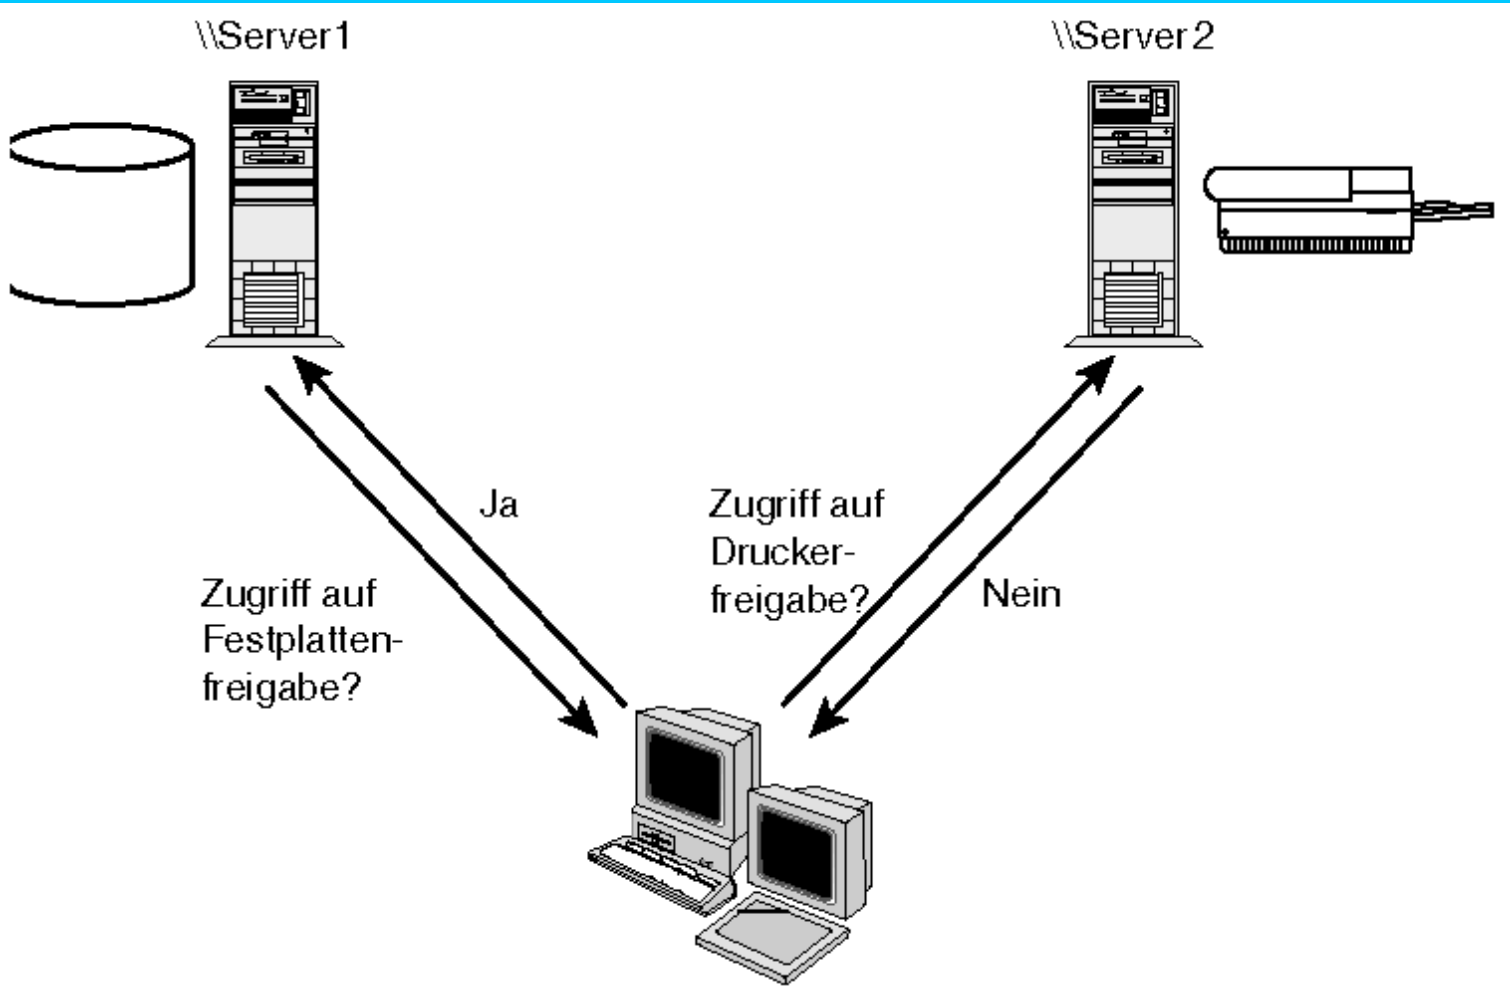 \\Server1
\\Server2
Ja
Zugriff auf
Festplatten-
freigabe?
Zugriff auf
Drucker-
freigabe?
Nein